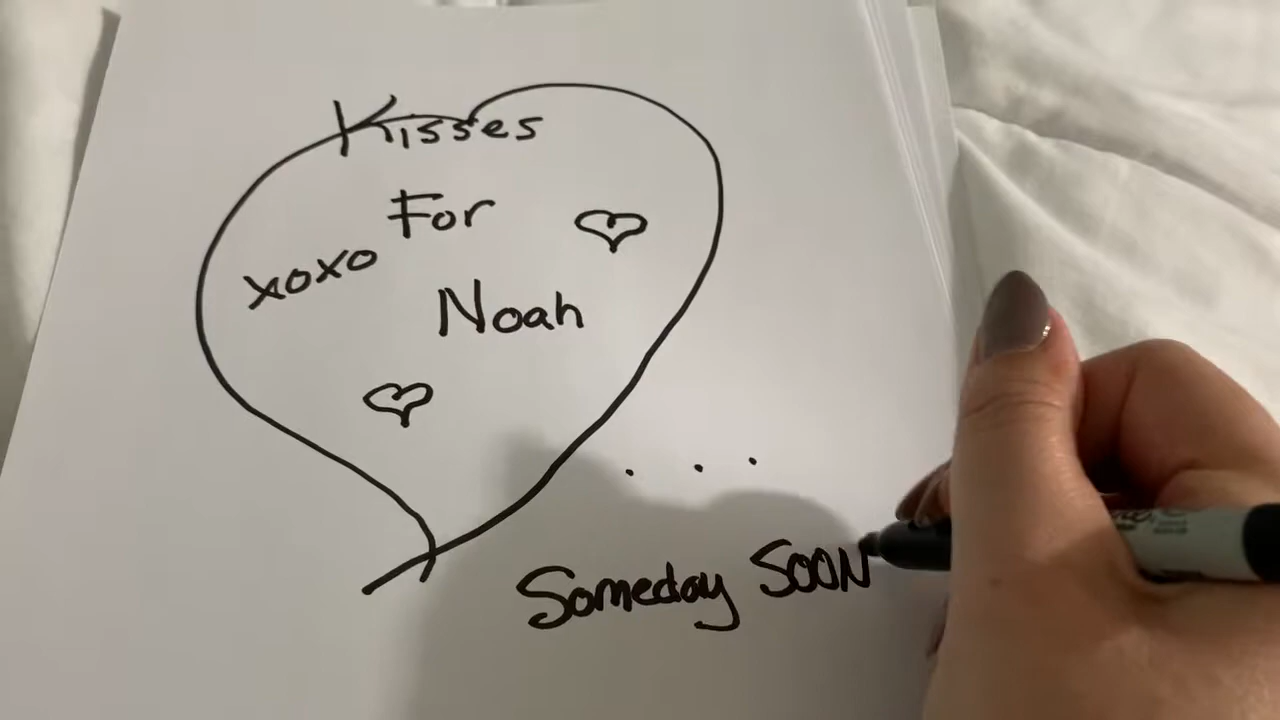 Kisses
For
xoxo
Noah
. . .
Someday SOON